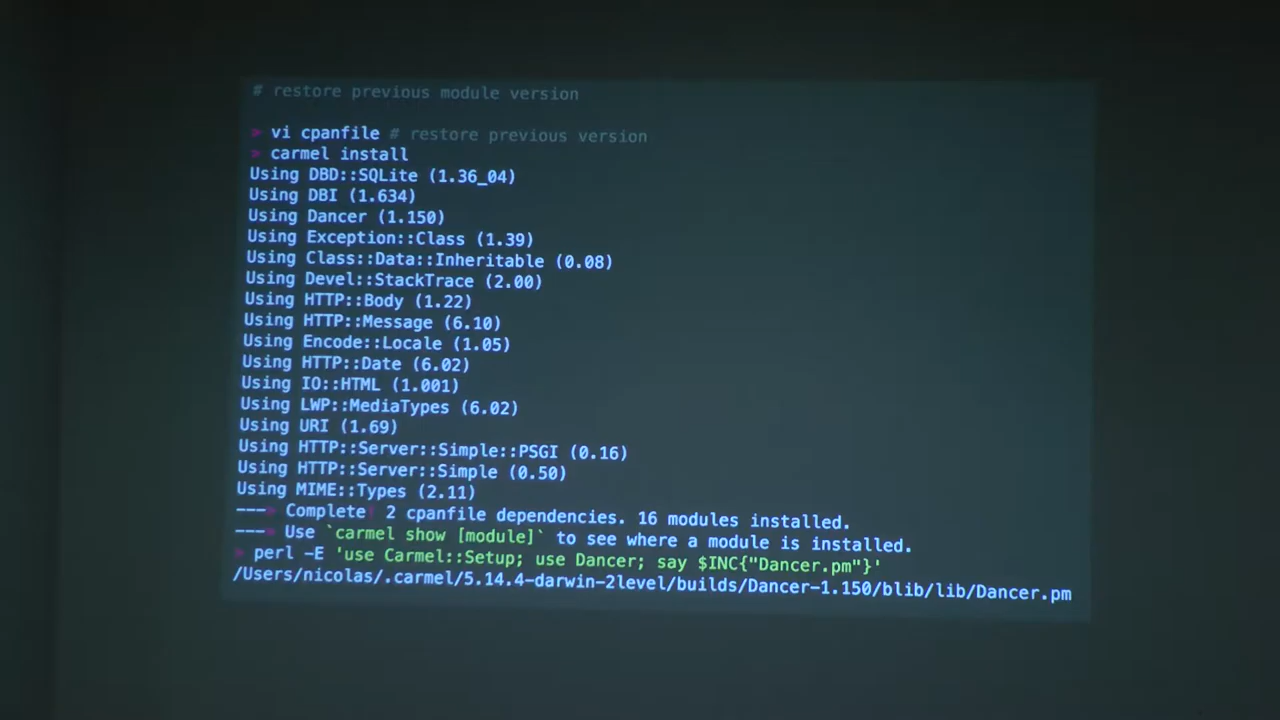 # restore previous module version
> vi cpanfile # restore previous version
> carmel install
Using DBD::SQLite (1.36_04)
Using DBI (1.634)
Using Dancer (1.150)
Using Exception::Class (1.39)
Using Class::Data::Inheritable (0.08)
Using Devel::StackTrace (2.00)
Using HTTP::Body (1.22)
Using HTTP::Message (6.10)
Using Encode::Locale (1.05)
Using HTTP::Date (6.02)
Using IO::HTML (1.001)
Using LWP::MediaTypes (6.02)
Using URI (1.69)
Using HTTP::Server::Simple::PSGI (0.16)
Using HTTP::Server::Simple (0.50)
Using MIME::Types (2.11)
---> Complete! 2 cpanfile dependencies. 16 modules installed.
---> Use `carmel show [module]` to see where a module is installed.
> perl -E 'use Carmel::Setup; use Dancer; say $INC{"Dancer.pm"}'
/Users/nicolas/.carmel/5.14.4-darwin-2level/builds/Dancer-1.150/blib/lib/Dancer.pm